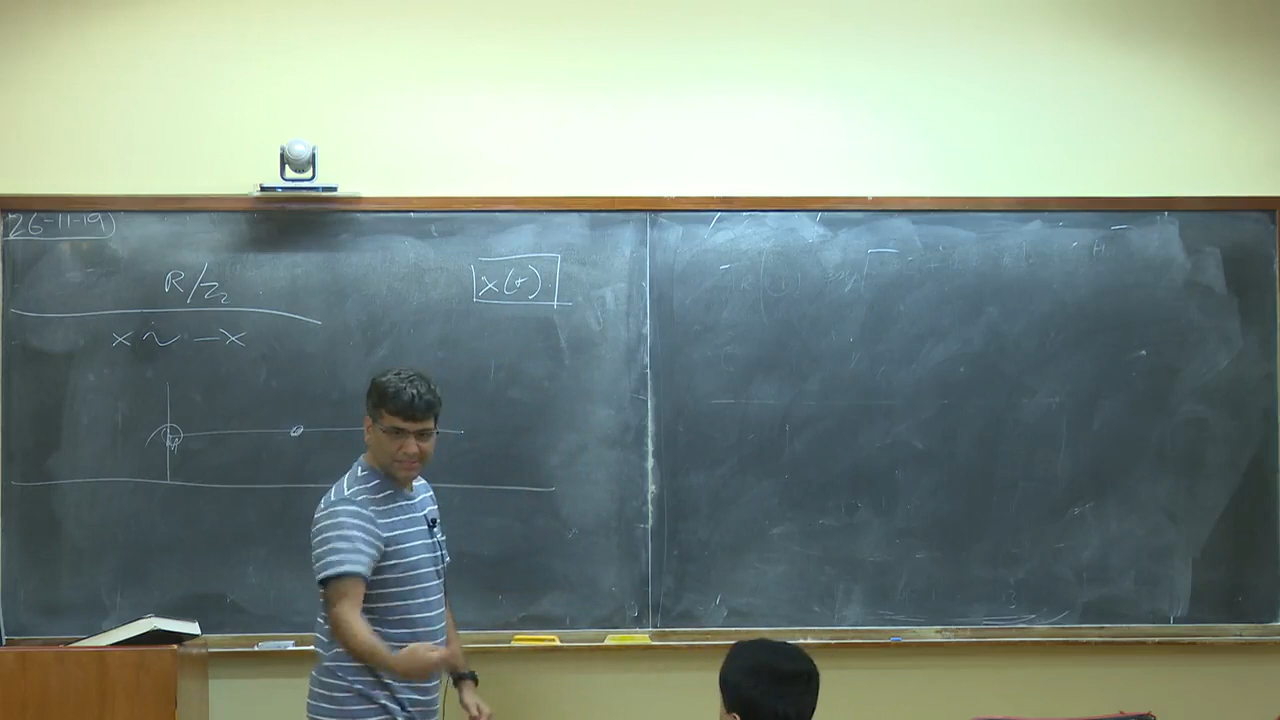 26-11-19)
R/Z₂
x(t)
x ~ -x